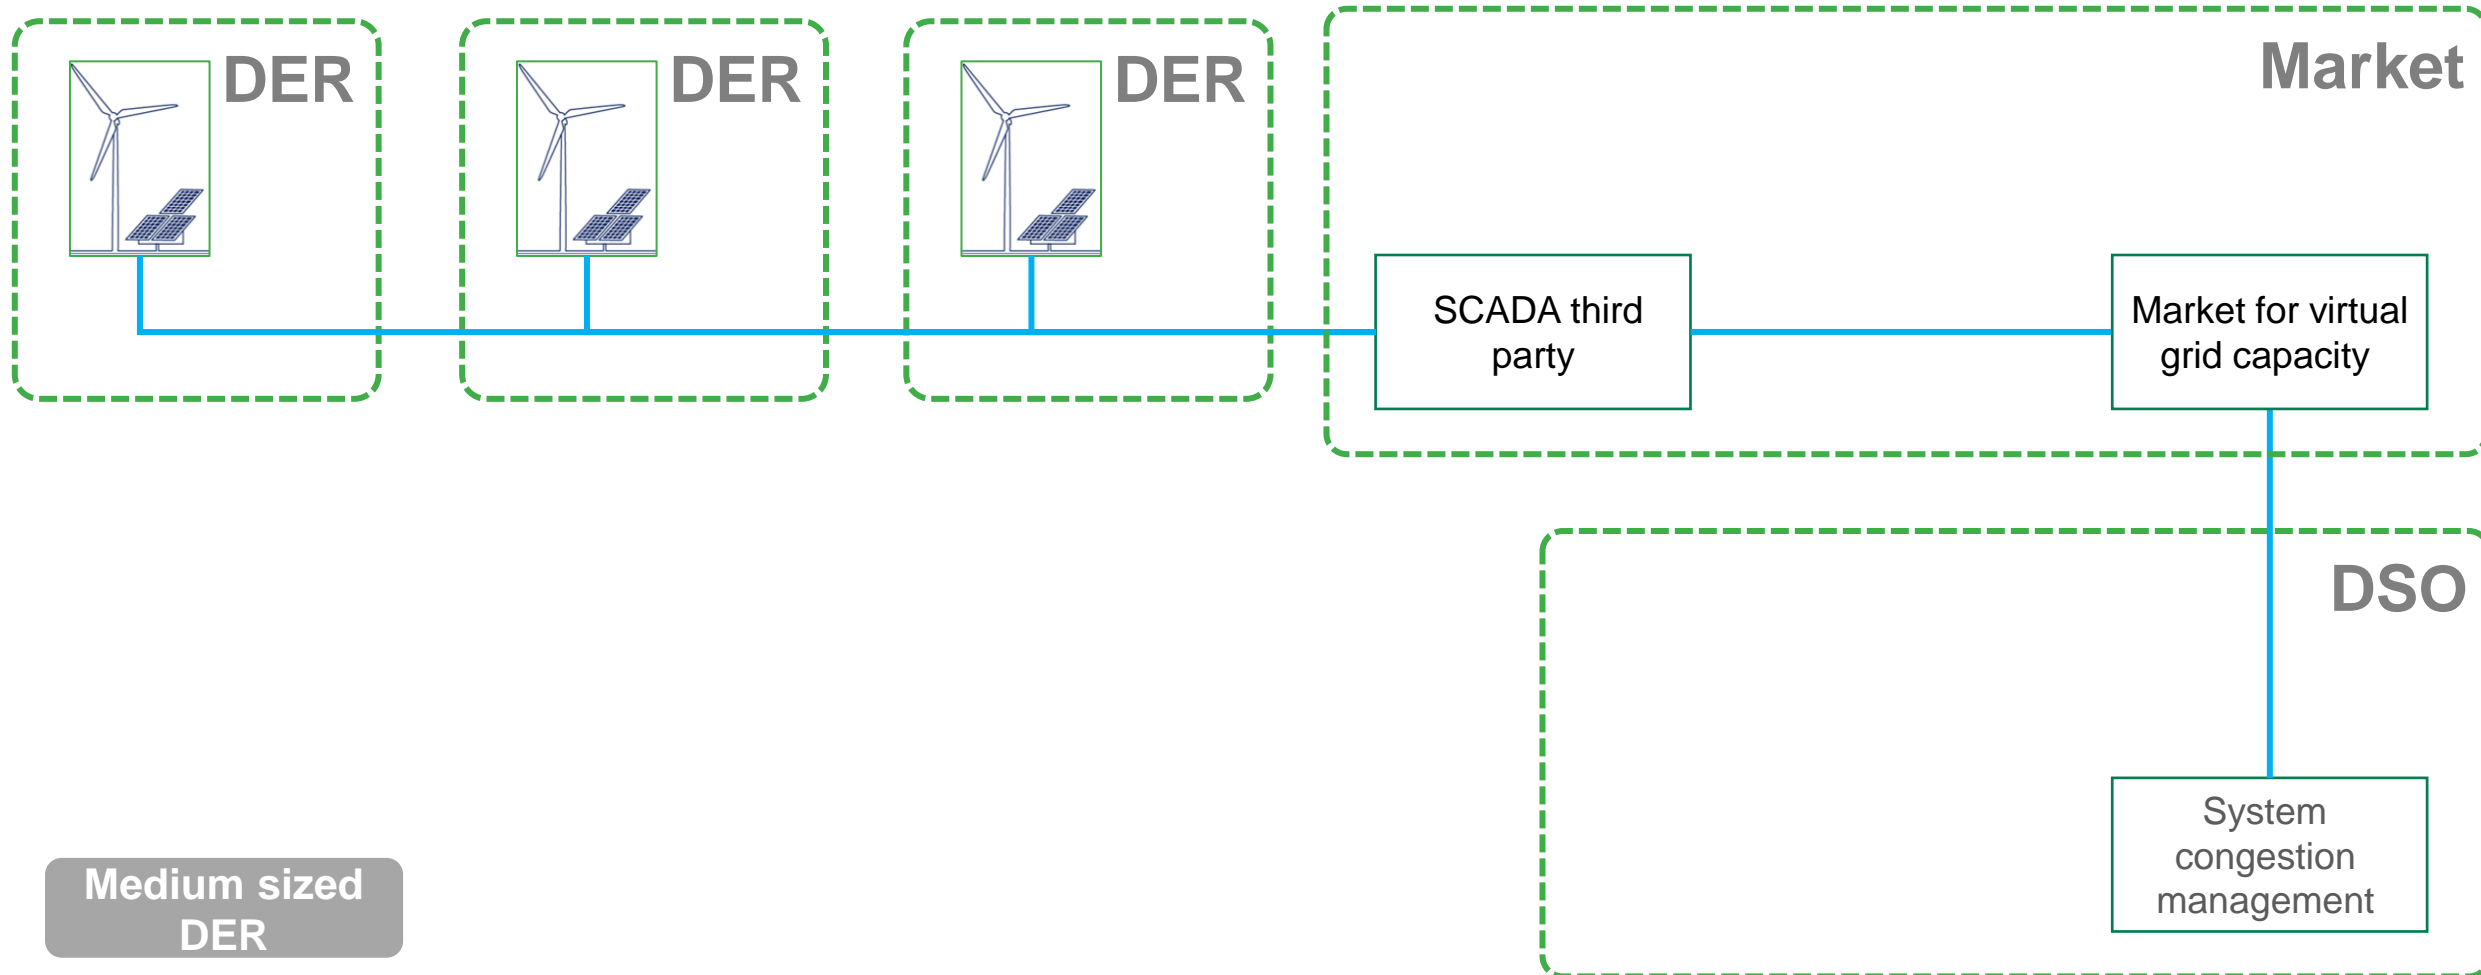 DER
DER
DER
Market
SCADA third
party
Market for virtual
grid capacity
DSO
System
congestion
management
Medium sized
DER